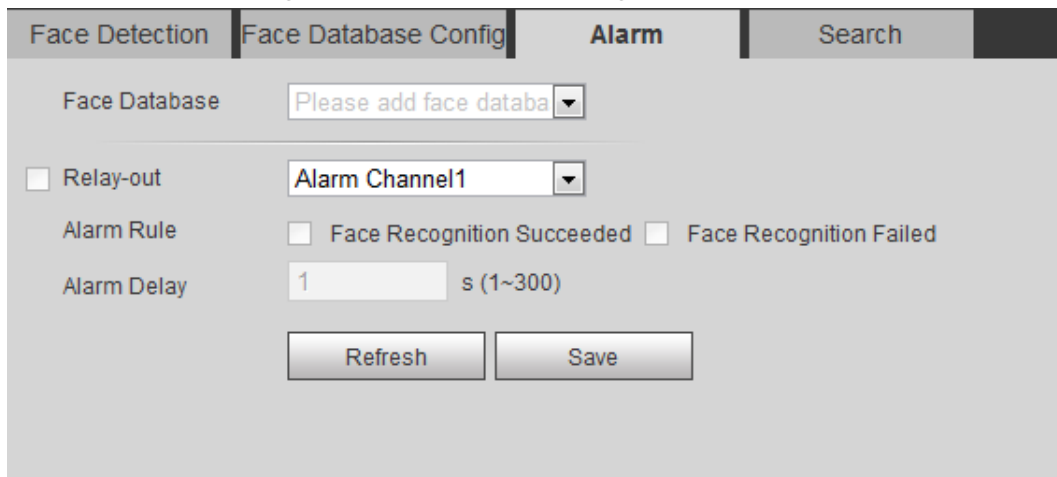 Face Detection Face Database Config Alarm Search
Face Database Please add face databa
Relay-out Alarm Channel1
Alarm Rule Face Recognition Succeeded Face Recognition Failed
Alarm Delay 1 s (1~300)
Refresh Save